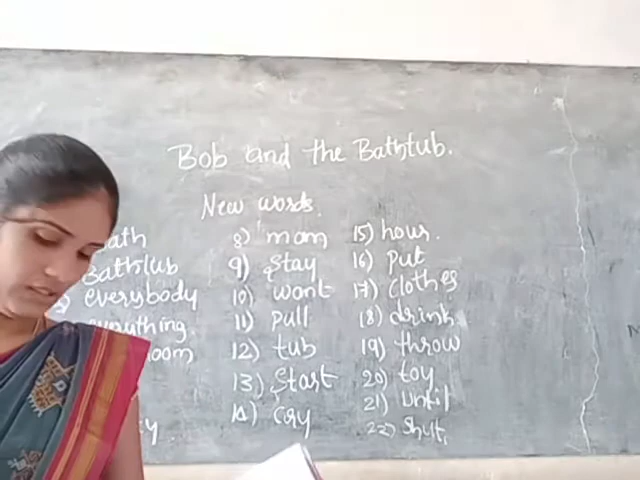 Bob and the Bathtub.
New words.
ath
Bathtub
everybody
erything
oom
y
8) mom
9) stay
10) wont
11) pull
12) tub
13) Start
14) cry
15) hour.
16) put
17) clothes
18) drink
19) throw
20) toy
21) until
22) Shut,